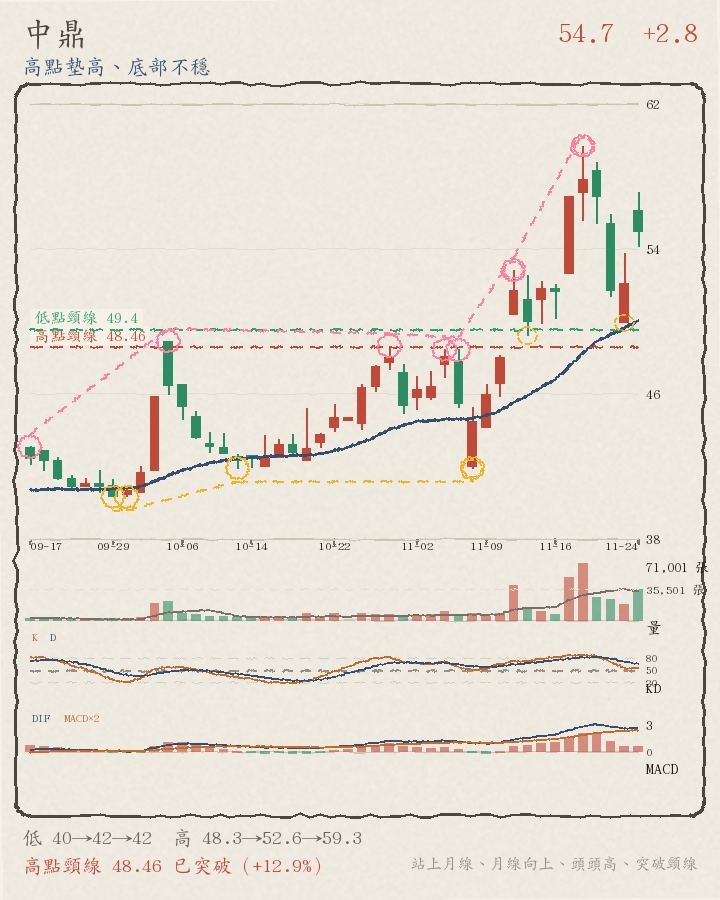 中鼎
54.7 +2.8
高點墊高、底部不穩
62
54
低點頸線 49.4
高點頸線 48.46
46
38
09-17 09-29 10-06 10-14 10-22 11-02 11-09 11-16 11-24
71,001 張
35,501 張
量
K D
80
50
20
KD
DIF MACD×2
3
0
MACD
低 40→42→42 高 48.3→52.6→59.3
高點頸線 48.46 已突破 (+12.9%)
站上月線、月線向上、頭頭高、突破頸線